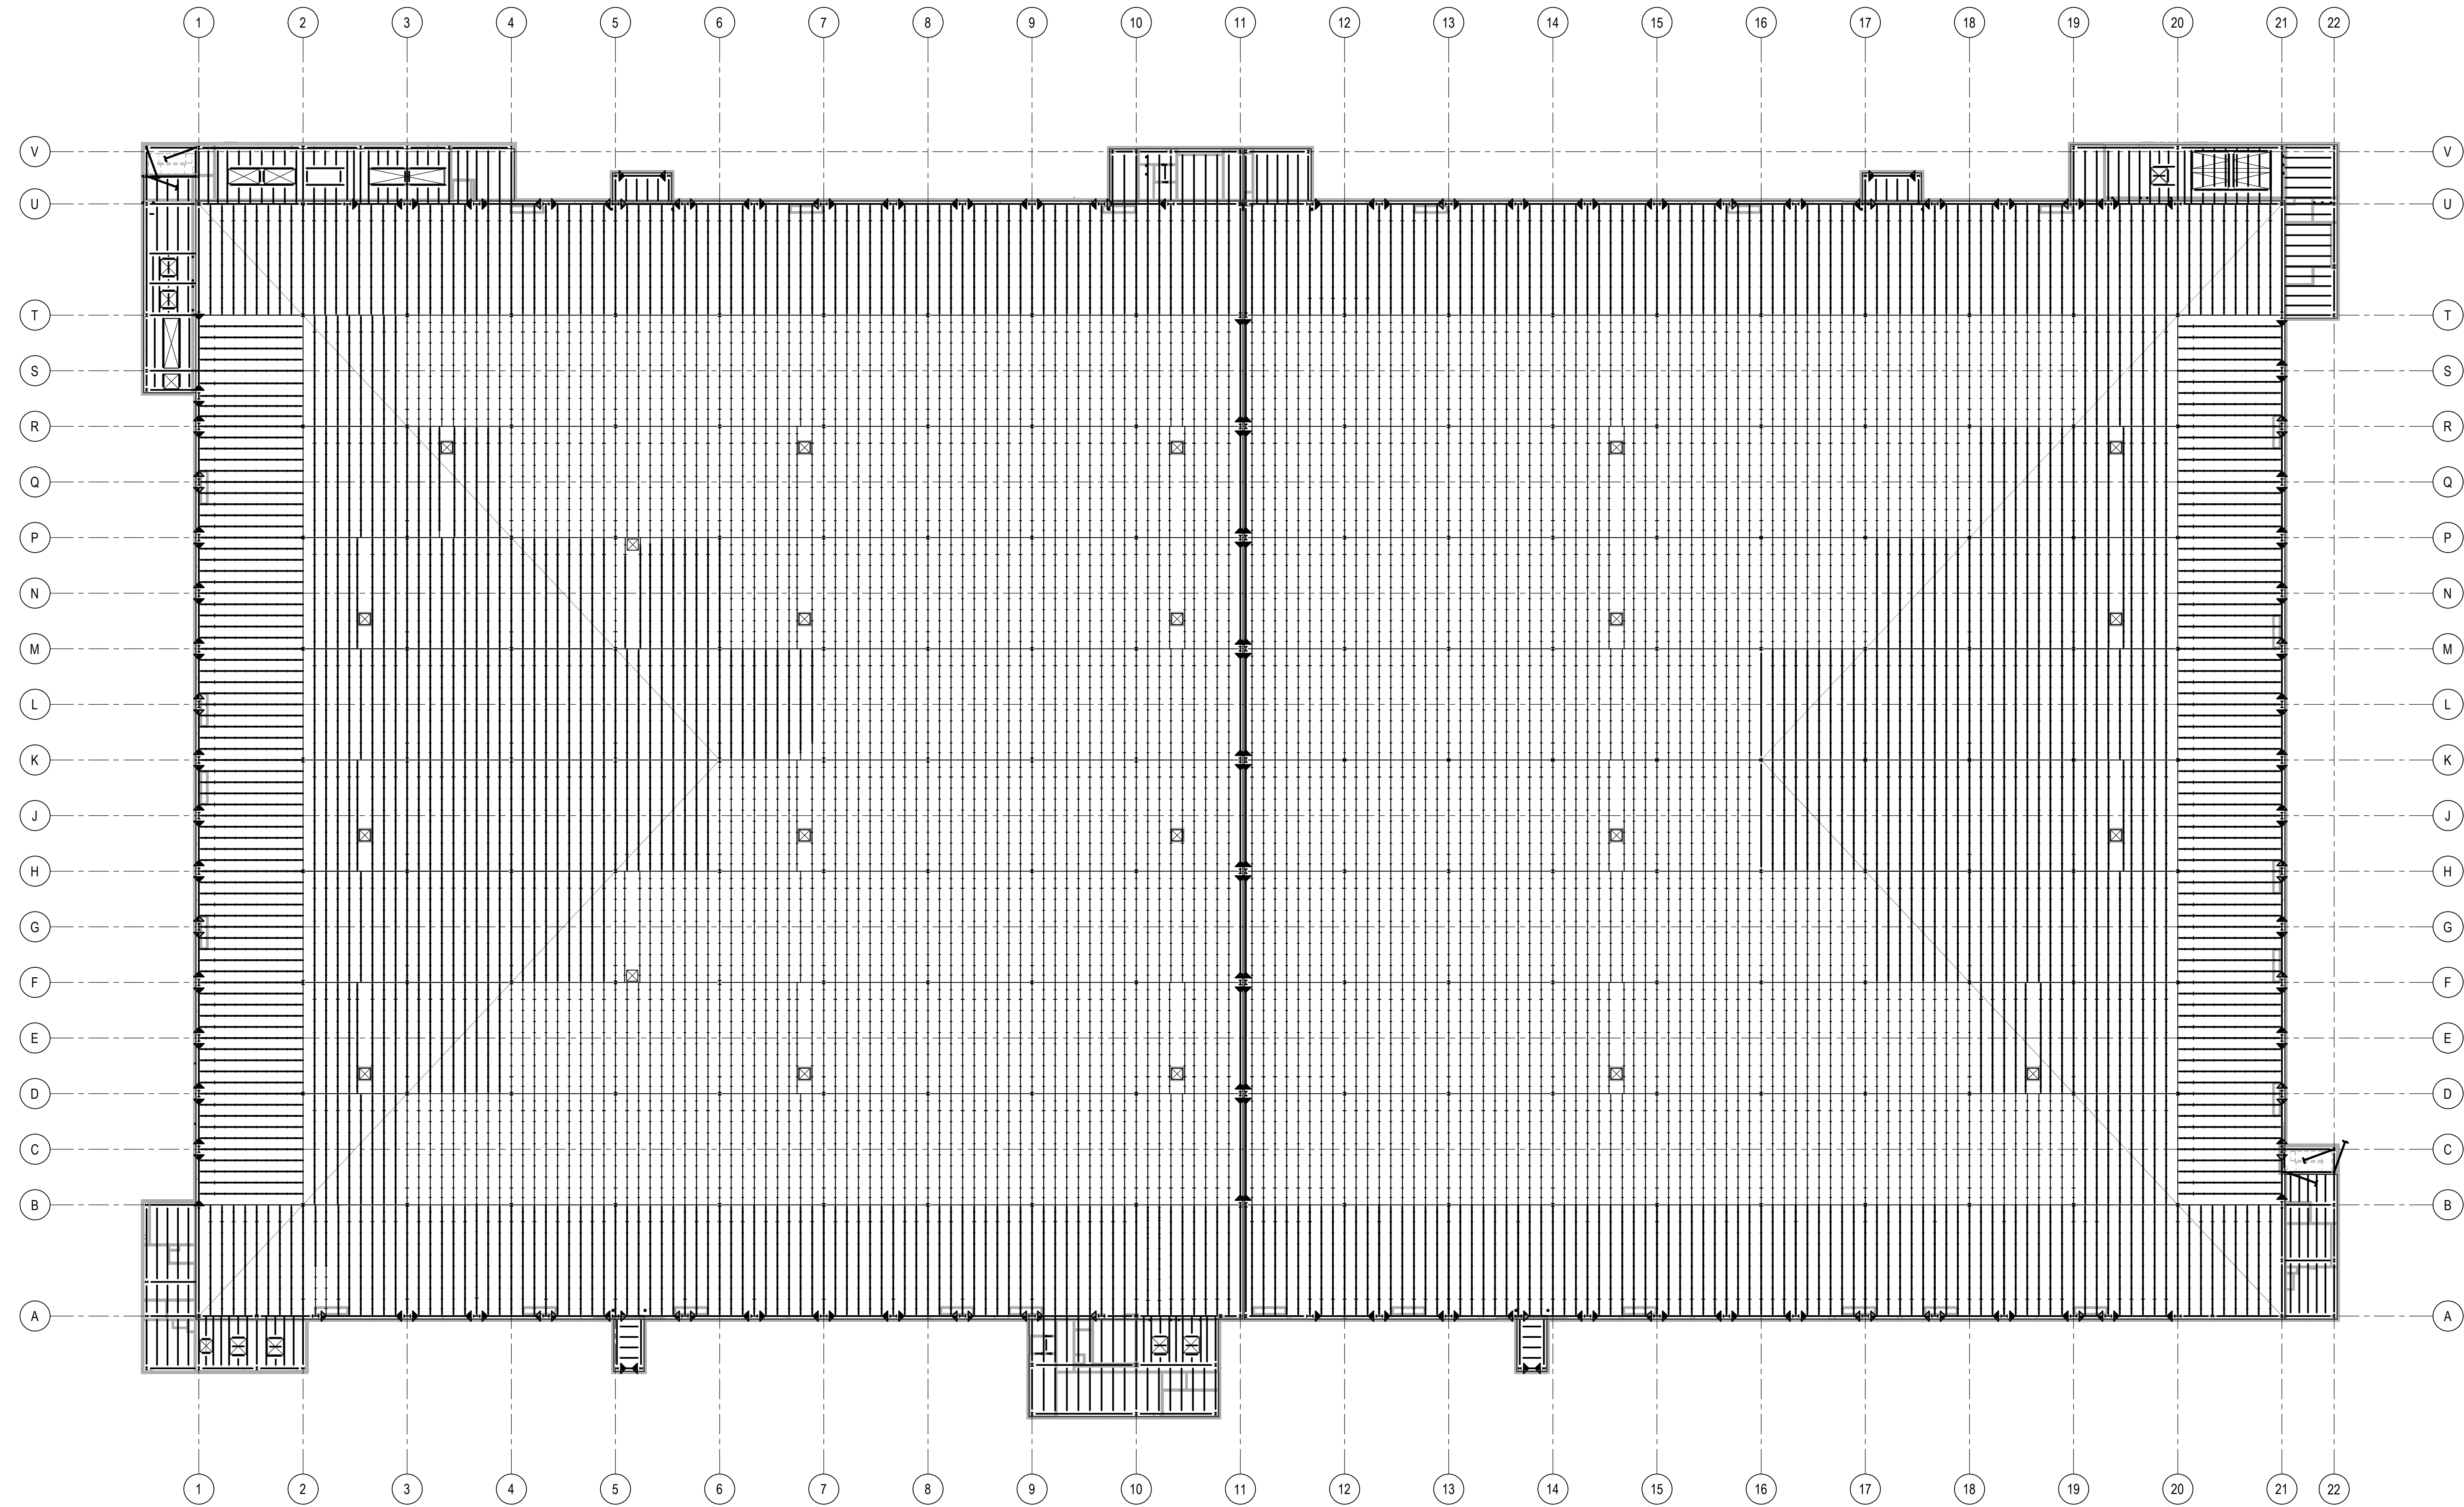 1 2 3 4 5 6 7 8 9 10 11 12 13 14 15 16 17 18 19 20 21 22
V V
U U
T T
S S
R R
Q Q
P P
N N
M M
L L
K K
J J
H H
G G
F F
E E
D D
C C
B B
A A
1 2 3 4 5 6 7 8 9 10 11 12 13 14 15 16 17 18 19 20 21 22